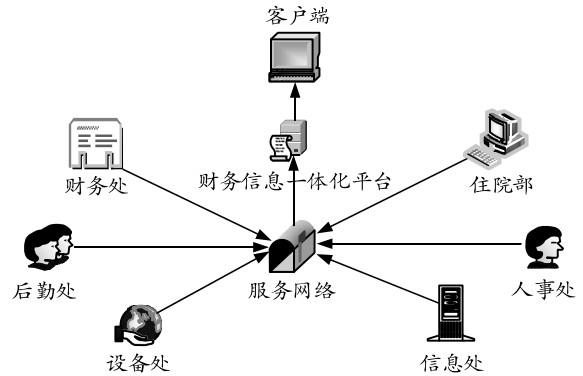 客户端
财务信息一体化平台
财务处
住院部
后勤处
服务网络
人事处
设备处
信息处